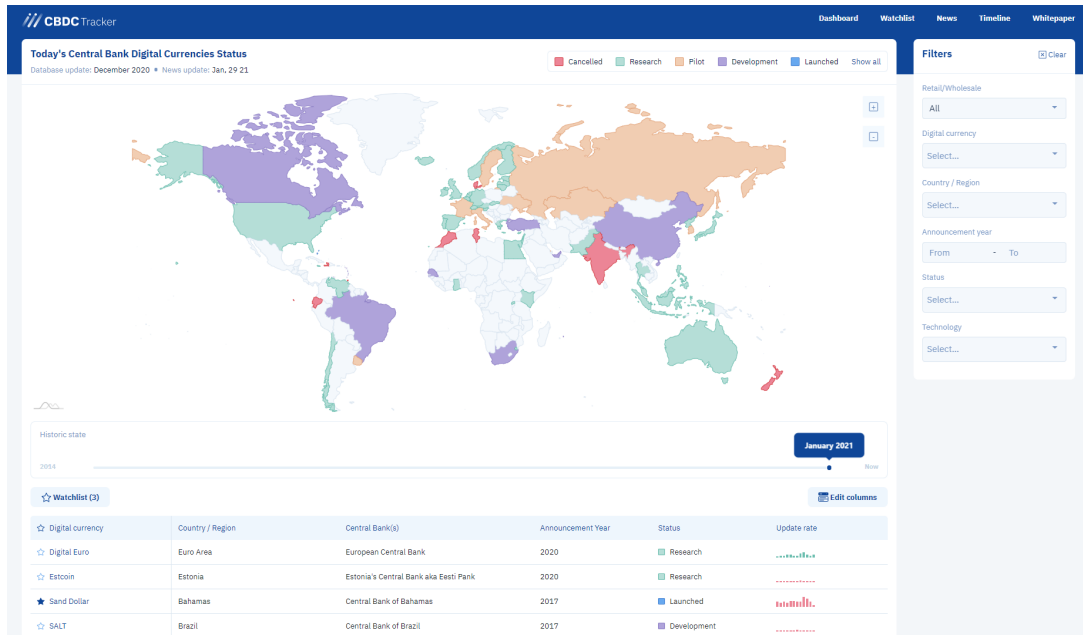 CBDC Tracker
Dashboard Watchlist News Timeline Whitepaper
Today's Central Bank Digital Currencies Status
Database update: December 2020 • News update: Jan, 29 21
Cancelled Research Pilot Development Launched Show all
Filters
Clear
Retail/Wholesale
All
Digital currency
Select...
Country / Region
Select...
Announcement year
From - To
Status
Select...
Technology
Select...
Historic state
January 2021
2014
Now
Watchlist (3)
Edit columns
Digital currency Country / Region Central Bank(s) Announcement Year Status Update rate
Digital Euro Euro Area European Central Bank 2020 Research
Estcoin Estonia Estonia's Central Bank aka Eesti Pank 2020 Research
Sand Dollar Bahamas Central Bank of Bahamas 2017 Launched
SALT Brazil Central Bank of Brazil 2017 Development